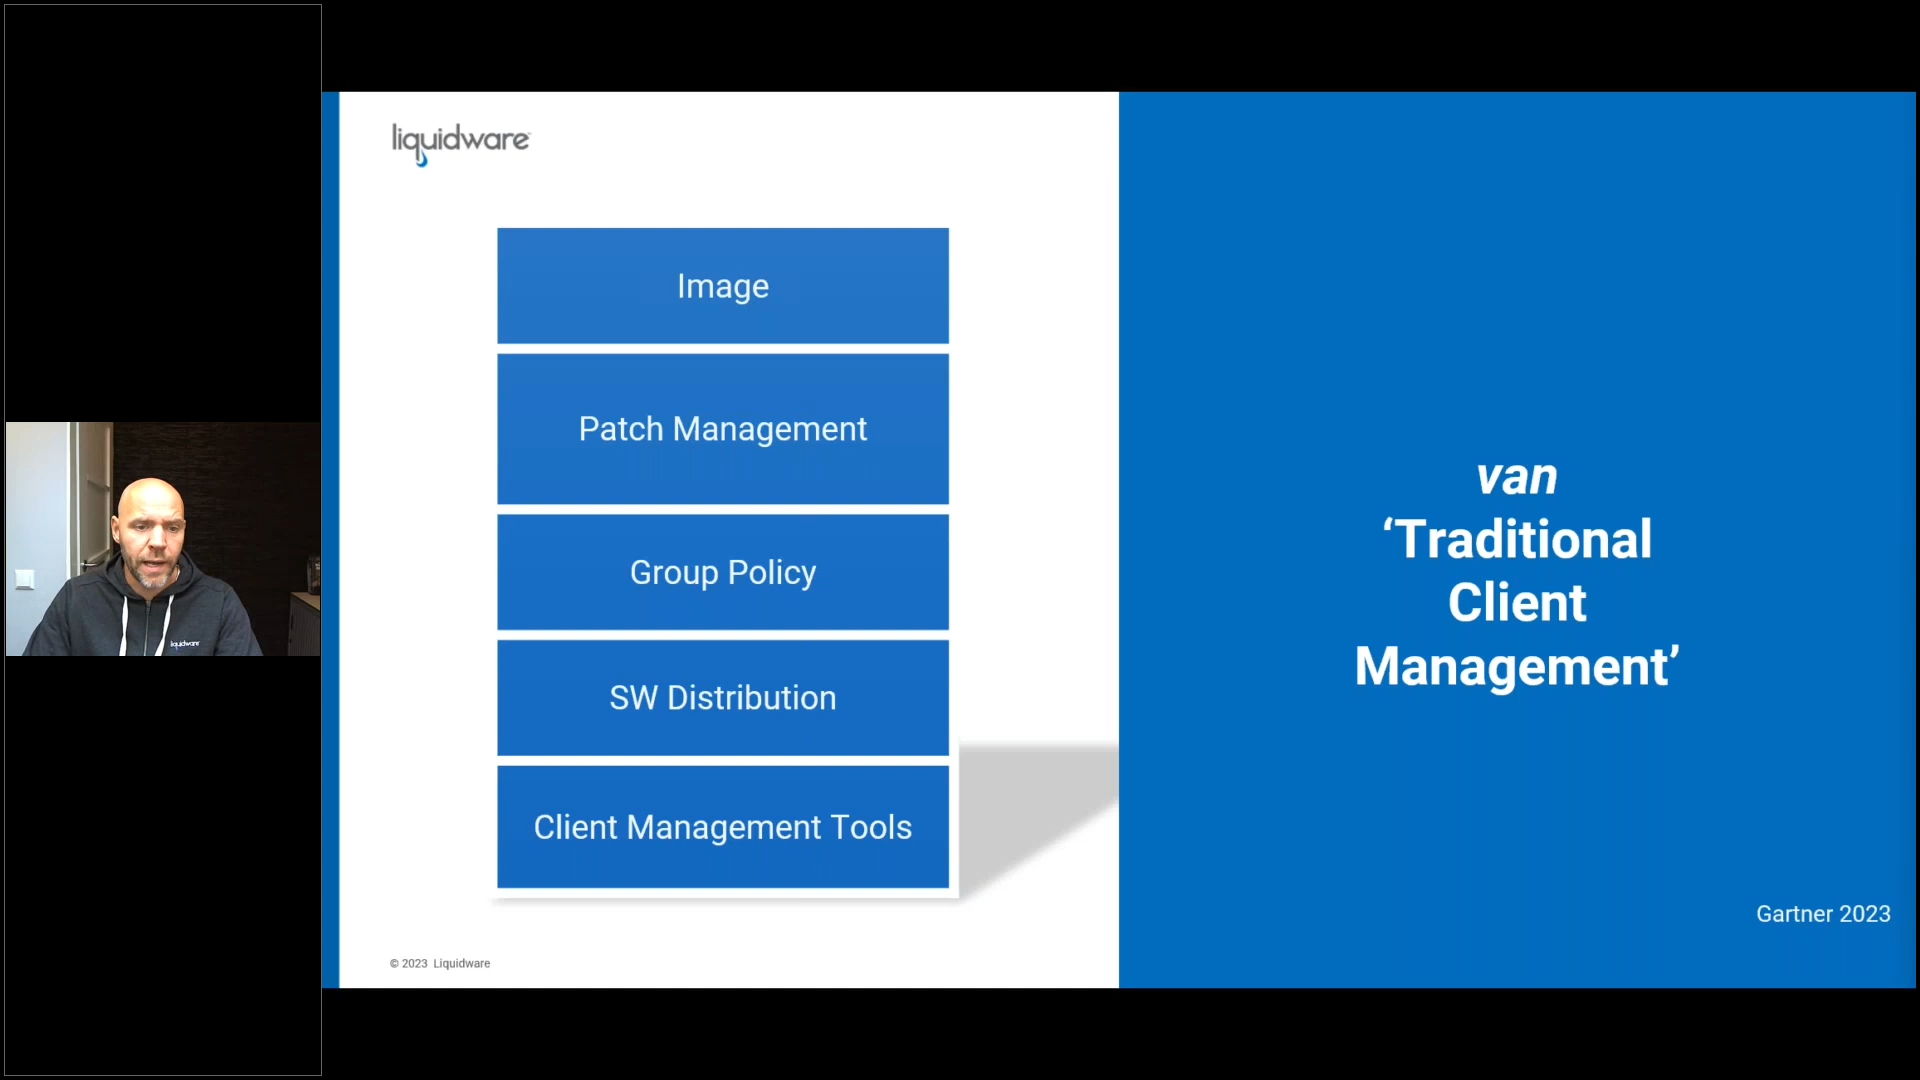 liquidware
Image
Patch Management
Group Policy
SW Distribution
Client Management Tools
© 2023 Liquidware
van
‘Traditional
Client
Management’
Gartner 2023
liquidware